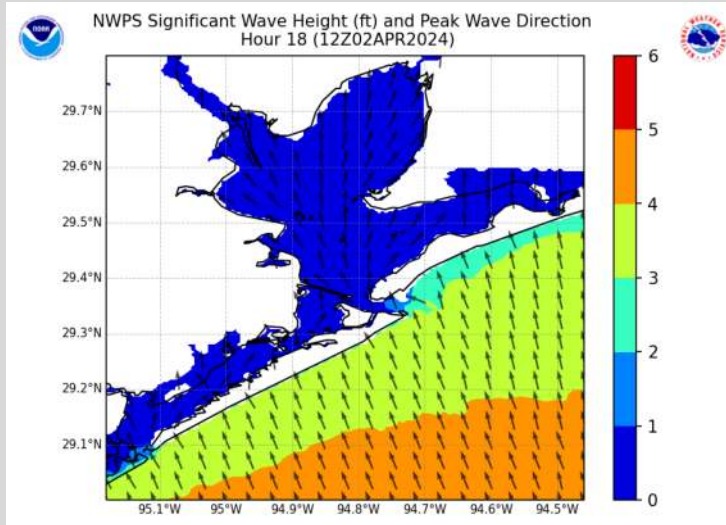 NWPS Significant Wave Height (ft) and Peak Wave Direction
Hour 18 (12Z02APR2024)
noaa
29.7°N
29.6°N
29.5°N
29.4°N
29.3°N
29.2°N
29.1°N
95.1°W 95°W 94.9°W 94.8°W 94.7°W 94.6°W 94.5°W
6
5
4
3
2
1
0